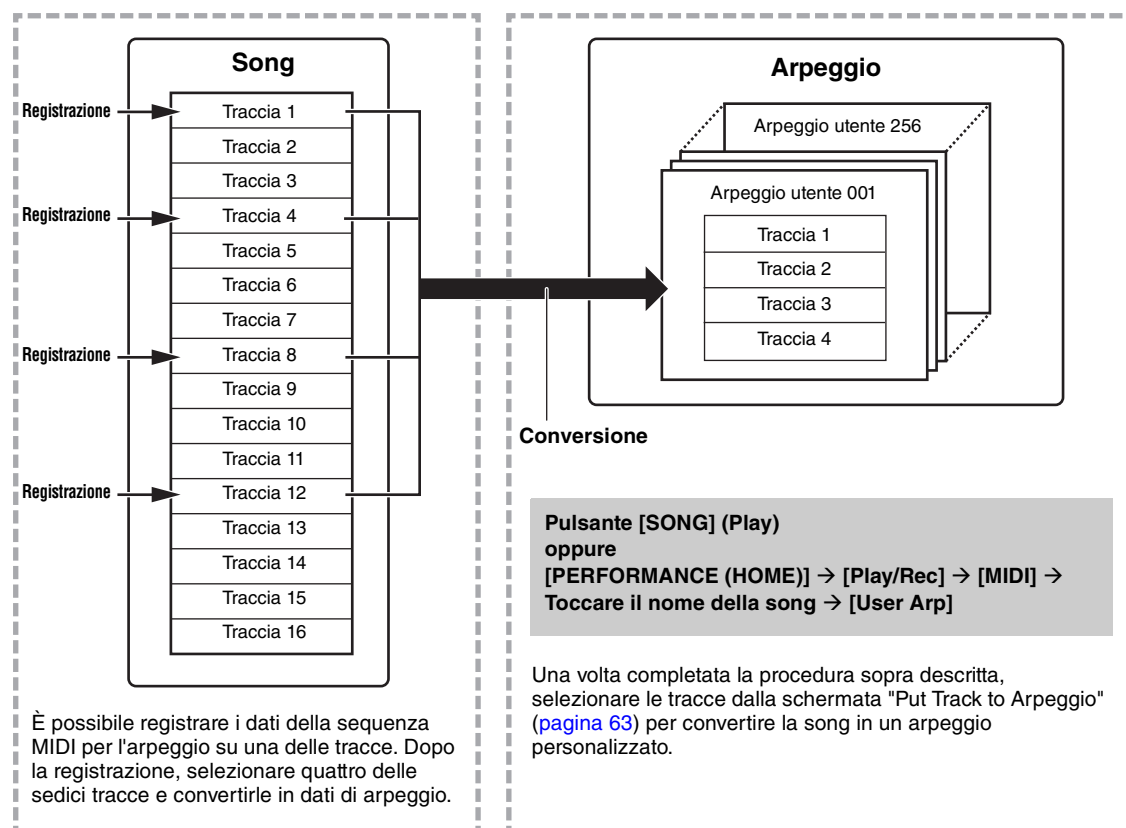 Song
Registrazione
Traccia 1
Traccia 2
Traccia 3
Registrazione
Traccia 4
Traccia 5
Traccia 6
Traccia 7
Registrazione
Traccia 8
Traccia 9
Traccia 10
Traccia 11
Registrazione
Traccia 12
Traccia 13
Traccia 14
Traccia 15
Traccia 16
È possibile registrare i dati della sequenza
MIDI per l'arpeggio su una delle tracce. Dopo
la registrazione, selezionare quattro delle
sedici tracce e convertirle in dati di arpeggio.
Arpeggio
Arpeggio utente 256
Arpeggio utente 001
Traccia 1
Traccia 2
Traccia 3
Traccia 4
Conversione
Pulsante [SONG] (Play)
oppure
[PERFORMANCE (HOME)] → [Play/Rec] → [MIDI] →
Toccare il nome della song → [User Arp]
Una volta completata la procedura sopra descritta,
selezionare le tracce dalla schermata "Put Track to Arpeggio"
(pagina 63) per convertire la song in un arpeggio
personalizzato.